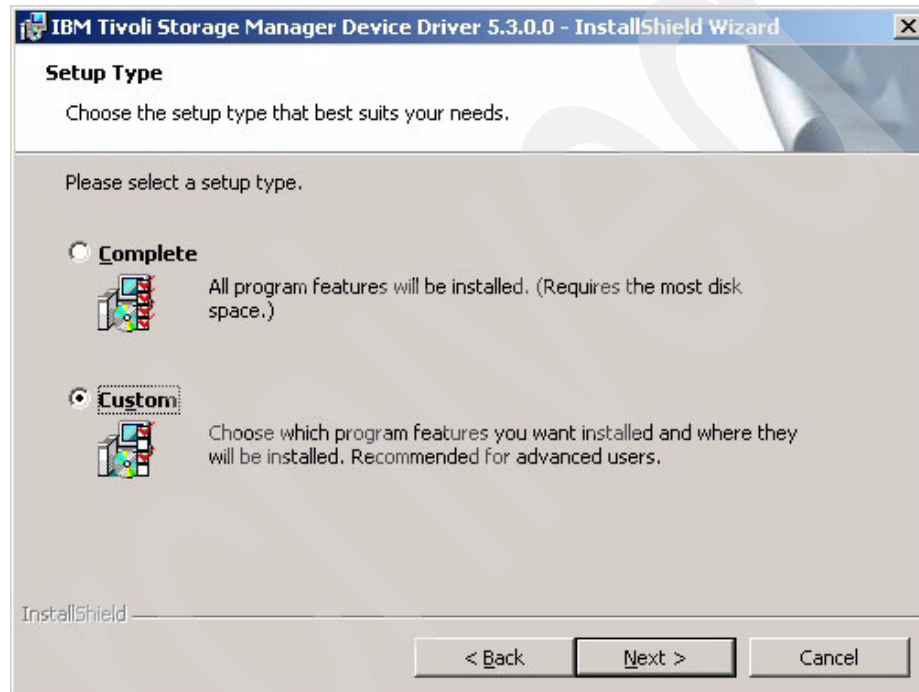 IBM Tivoli Storage Manager Device Driver 5.3.0.0 - InstallShield Wizard
Setup Type
Choose the setup type that best suits your needs.
Please select a setup type.
Complete
All program features will be installed. (Requires the most disk
space.)
Custom
Choose which program features you want installed and where they
will be installed. Recommended for advanced users.
InstallShield
< Back
Next >
Cancel